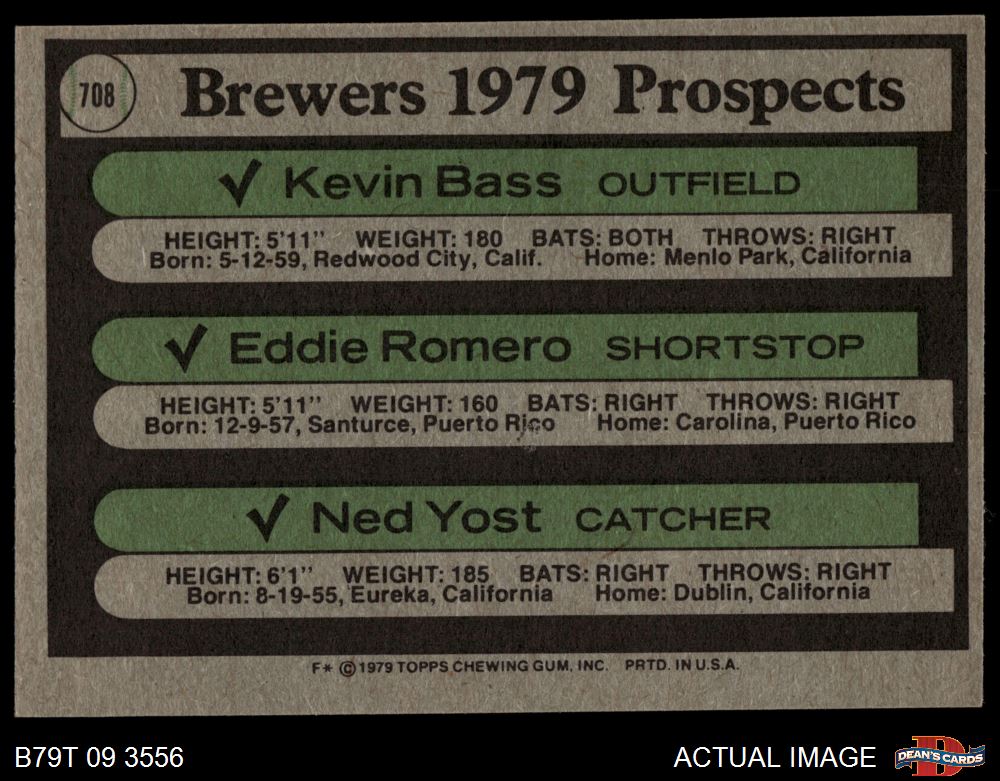 708
Brewers 1979 Prospects
✓ Kevin Bass OUTFIELD
HEIGHT: 5'11" WEIGHT: 180 BATS: BOTH THROWS: RIGHT
Born: 5-12-59, Redwood City, Calif. Home: Menlo Park, California
✓ Eddie Romero SHORTSTOP
HEIGHT: 5'11" WEIGHT: 160 BATS: RIGHT THROWS: RIGHT
Born: 12-9-57, Santurce, Puerto Rico Home: Carolina, Puerto Rico
✓ Ned Yost CATCHER
HEIGHT: 6'1" WEIGHT: 185 BATS: RIGHT THROWS: RIGHT
Born: 8-19-55, Eureka, California Home: Dublin, California
F* © 1979 TOPPS CHEWING GUM, INC. PRTD. IN U.S.A.
B79T 09 3556
ACTUAL IMAGE
D
DEAN'S CARDS